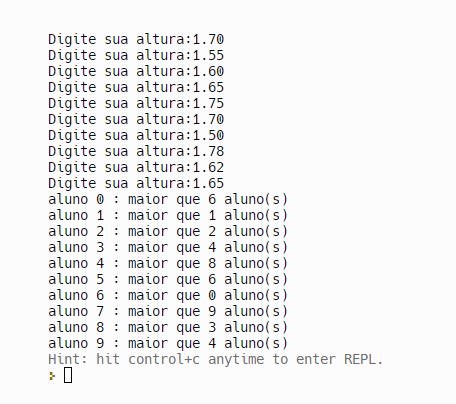 Digite sua altura:1.70
Digite sua altura:1.55
Digite sua altura:1.60
Digite sua altura:1.65
Digite sua altura:1.75
Digite sua altura:1.70
Digite sua altura:1.50
Digite sua altura:1.78
Digite sua altura:1.62
Digite sua altura:1.65
aluno 0 : maior que 6 aluno(s)
aluno 1 : maior que 1 aluno(s)
aluno 2 : maior que 2 aluno(s)
aluno 3 : maior que 4 aluno(s)
aluno 4 : maior que 8 aluno(s)
aluno 5 : maior que 6 aluno(s)
aluno 6 : maior que 0 aluno(s)
aluno 7 : maior que 9 aluno(s)
aluno 8 : maior que 3 aluno(s)
aluno 9 : maior que 4 aluno(s)
Hint: hit control+c anytime to enter REPL.